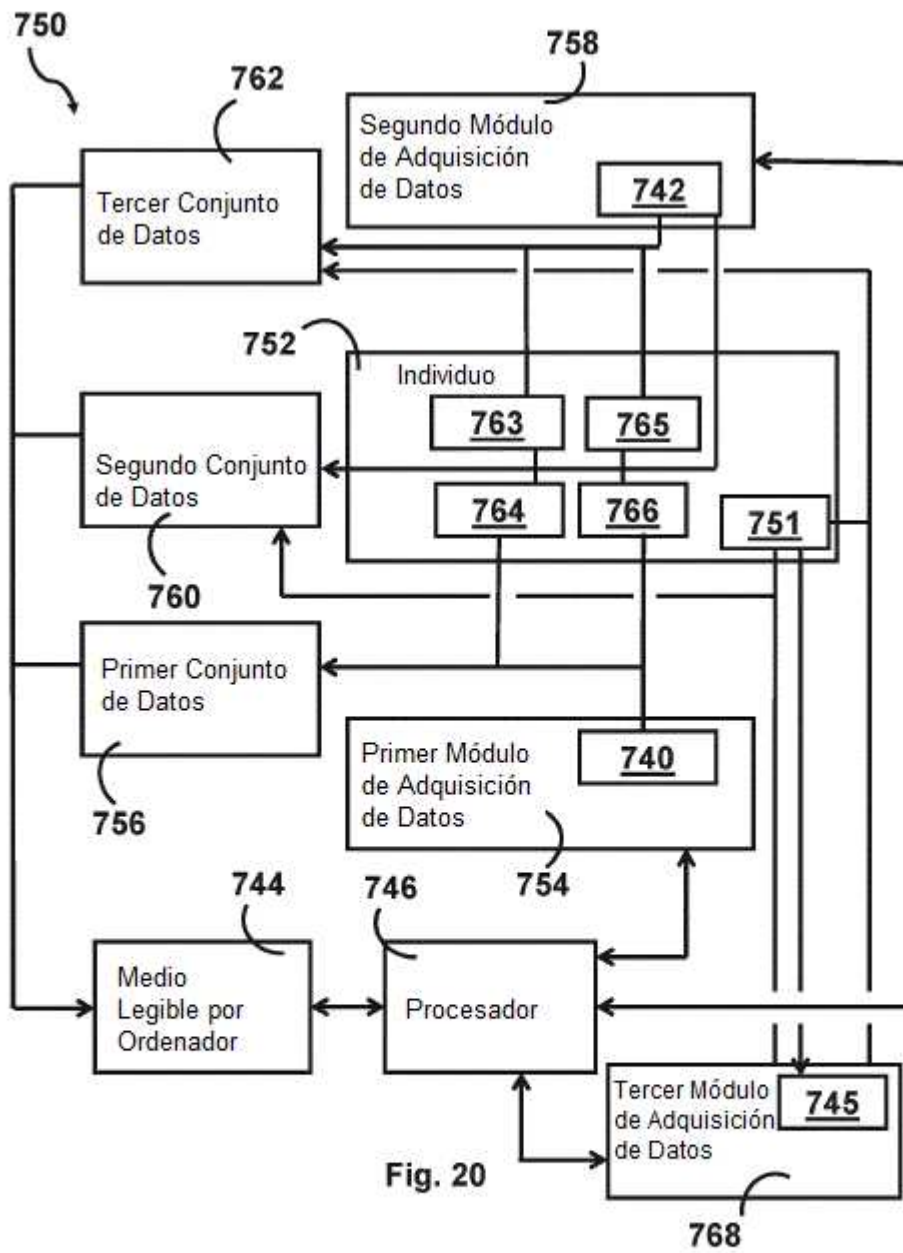 750
762
758
Tercer Conjunto
de Datos
Segundo Módulo
de Adquisición
de Datos
742
752
Individuo
763
765
764
766
751
Segundo Conjunto
de Datos
760
Primer Conjunto
de Datos
756
Primer Módulo
de Adquisición
de Datos
740
754
744
746
Medio
Legible por
Ordenador
Procesador
Tercer Módulo
de Adquisición
de Datos
745
768
Fig. 20